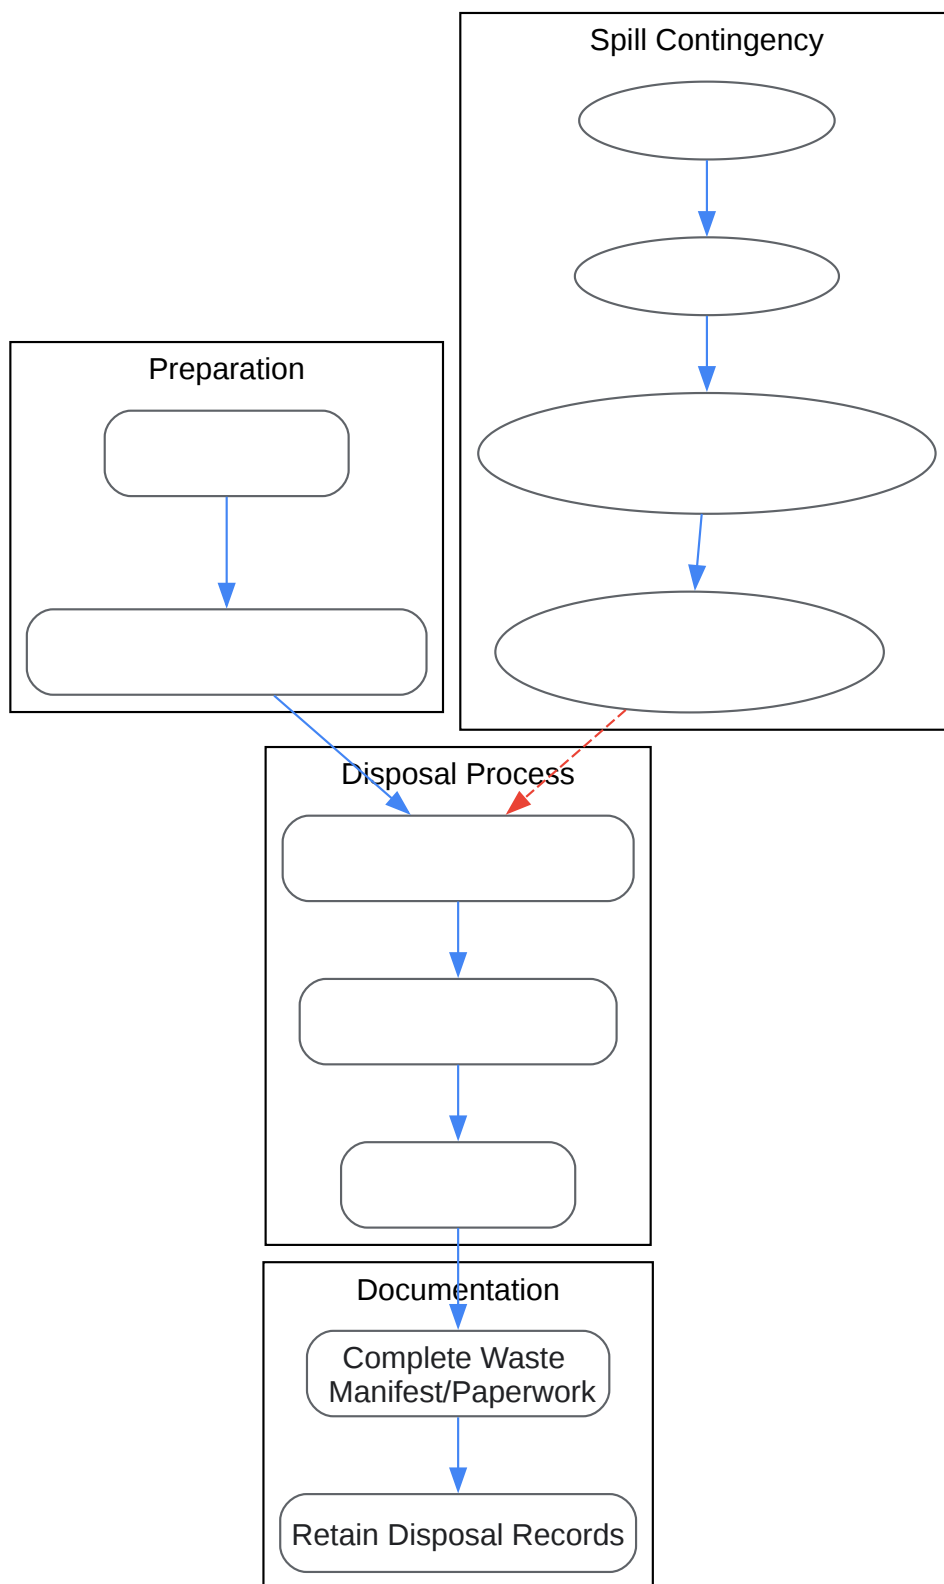 Spill Contingency
Preparation
Disposal Process
Documentation
Complete Waste
Manifest/Paperwork
Retain Disposal Records